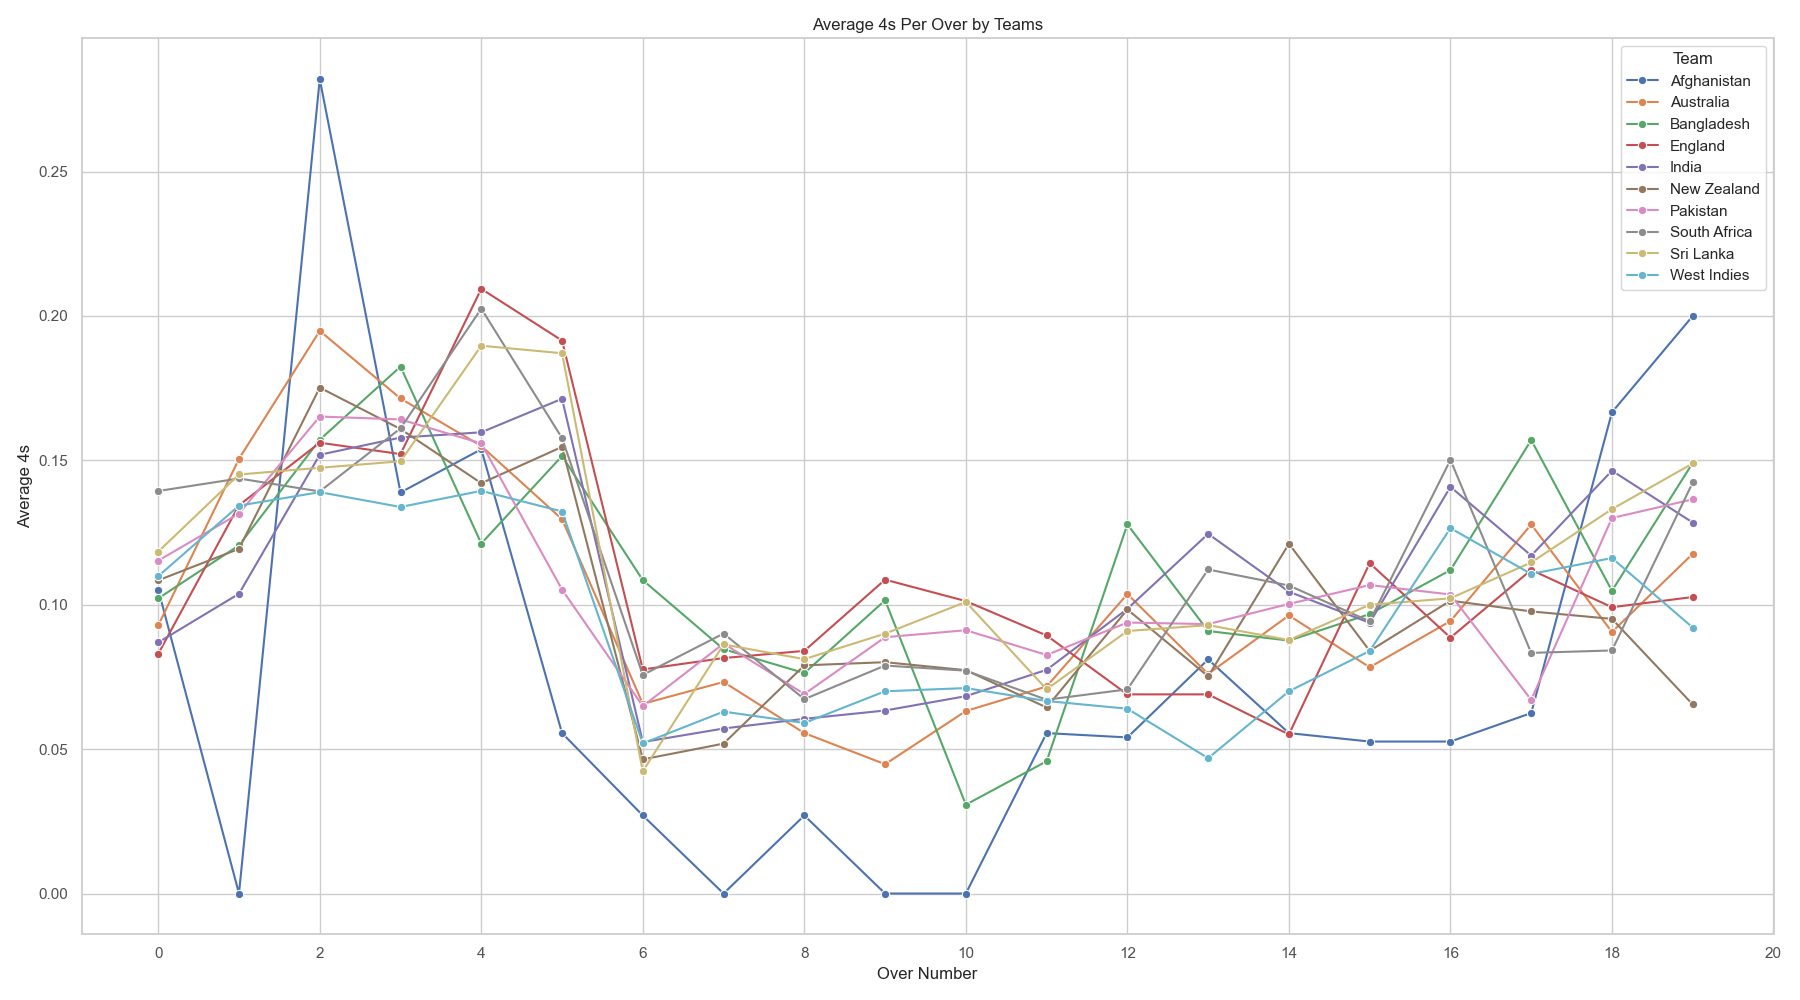 Average 4s Per Over by Teams
Team
Afghanistan
Australia
Bangladesh
England
India
New Zealand
Pakistan
South Africa
Sri Lanka
West Indies
Average 4s
0.25
0.20
0.15
0.10
0.05
0.00
0 2 4 6 8 10 12 14 16 18 20
Over Number